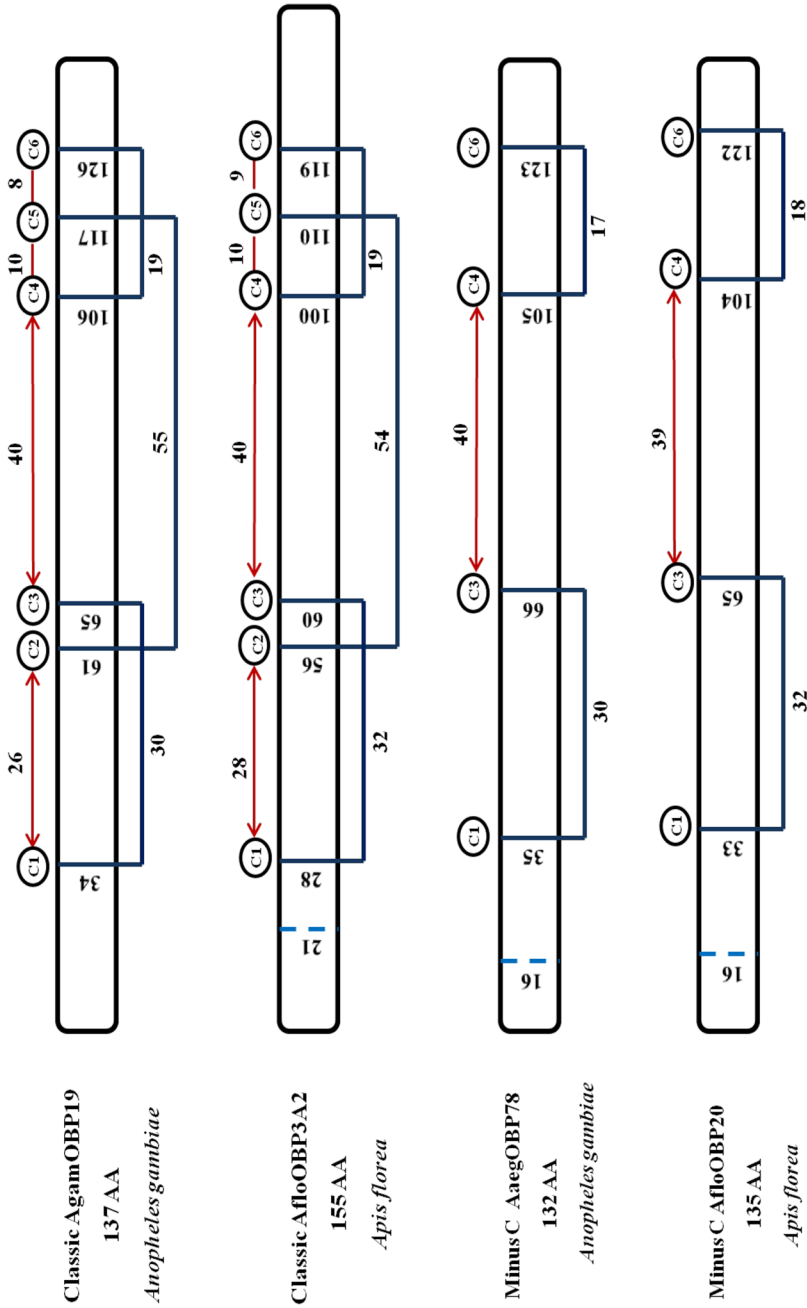 Classic AgamOBP19
137 AA
Anopheles gambiae
26 40 10 8
C1 C2 C3 C4 C5 C6
34 61 65 106 117 126
30 55 19
Classic AfloOBP3A2
155 AA
Apis florea
28 40 10 9
C1 C2 C3 C4 C5 C6
21 28 56 60 100 110 119
32 54 19
Minus C AaegOBP78
132 AA
Anopheles gambiae
40
C1 C3 C4 C6
16 35 66 105 123
30 17
Minus C AfloOBP20
135 AA
Apis florea
39
C1 C3 C4 C6
16 33 65 104 122
32 18